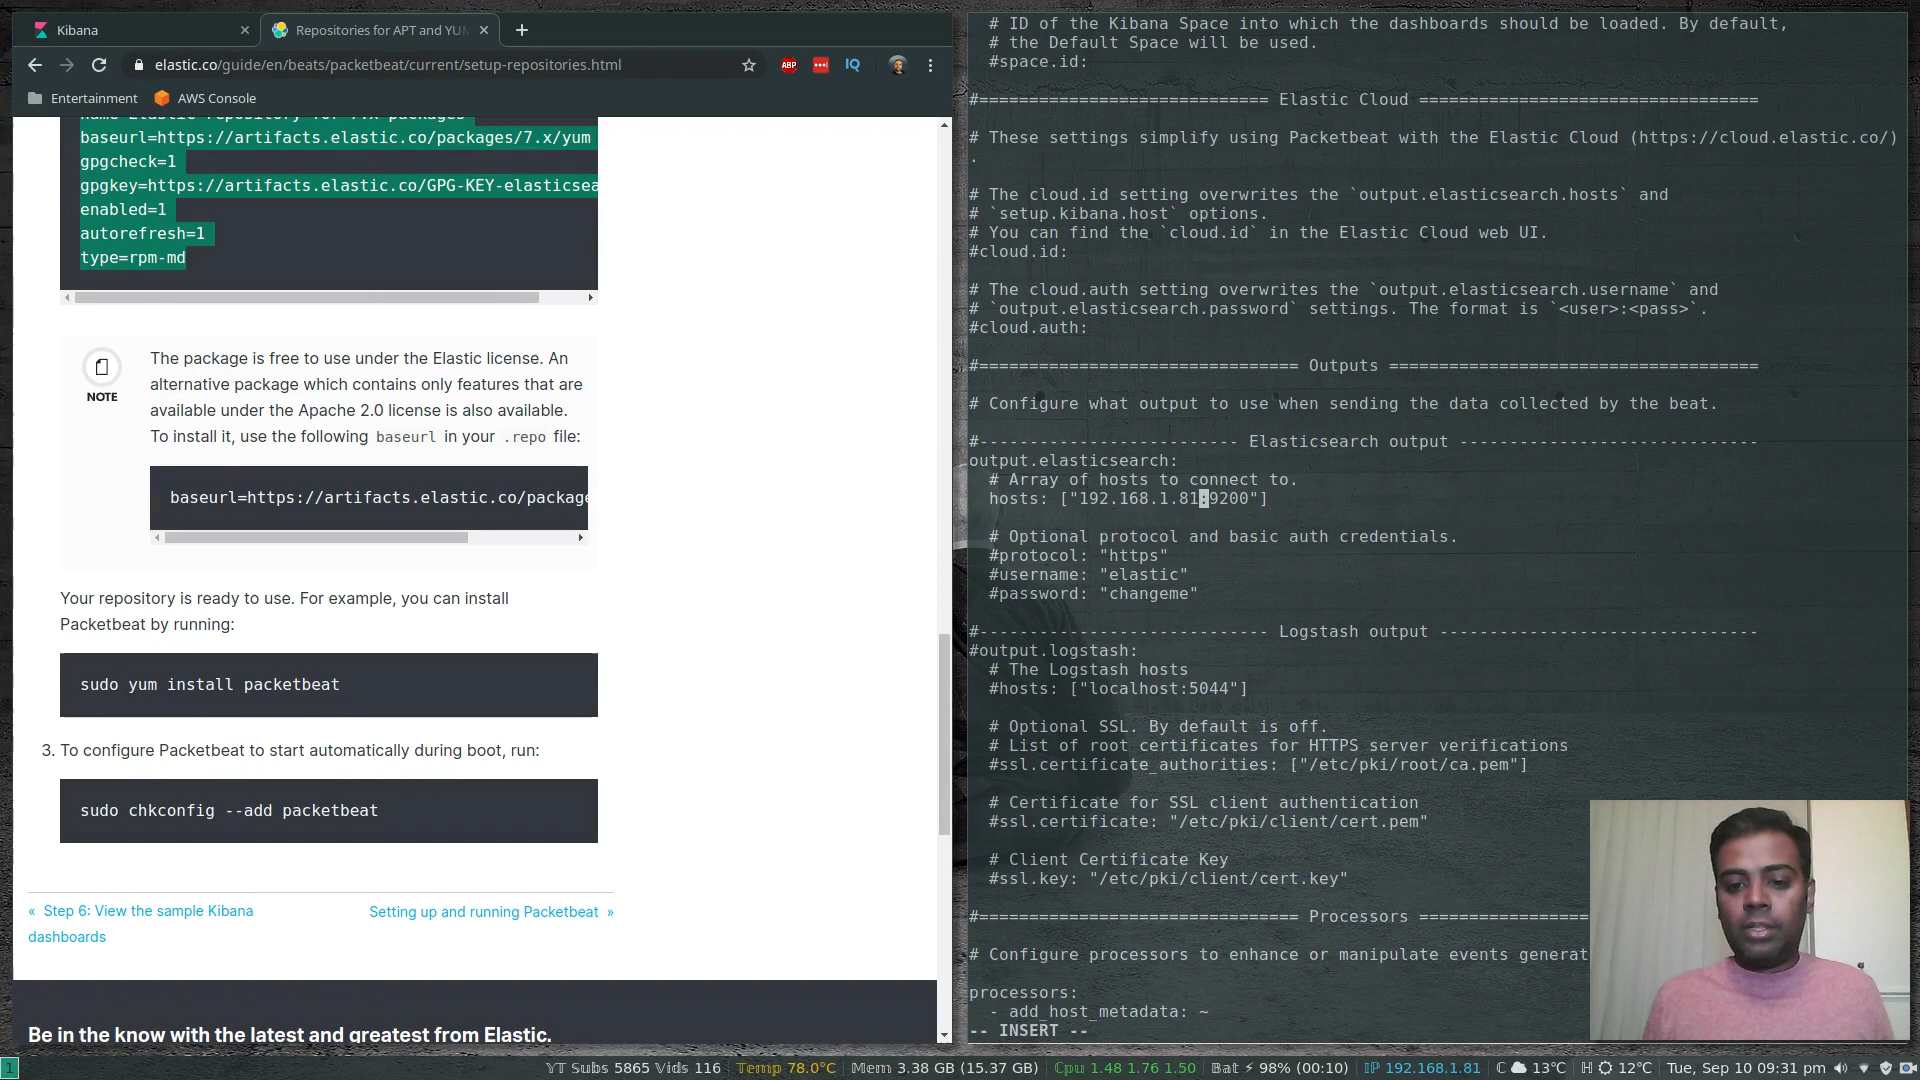 Kibana
Repositories for APT and YUM
elastic.co/guide/en/beats/packetbeat/current/setup-repositories.html
ABP
IQ
Entertainment
AWS Console
baseurl=https://artifacts.elastic.co/packages/7.x/yum
gpgcheck=1
gpgkey=https://artifacts.elastic.co/GPG-KEY-elasticsea
enabled=1
autorefresh=1
type=rpm-md
NOTE
The package is free to use under the Elastic license. An
alternative package which contains only features that are
available under the Apache 2.0 license is also available.
To install it, use the following baseurl in your .repo file:
baseurl=https://artifacts.elastic.co/package
Your repository is ready to use. For example, you can install
Packetbeat by running:
sudo yum install packetbeat
3. To configure Packetbeat to start automatically during boot, run:
sudo chkconfig --add packetbeat
« Step 6: View the sample Kibana
dashboards
Setting up and running Packetbeat »
Be in the know with the latest and greatest from Elastic.
# ID of the Kibana Space into which the dashboards should be loaded. By default,
# the Default Space will be used.
#space.id:
#============================= Elastic Cloud ==================================
# These settings simplify using Packetbeat with the Elastic Cloud (https://cloud.elastic.co/)
.
# The cloud.id setting overwrites the `output.elasticsearch.hosts` and
# `setup.kibana.host` options.
# You can find the `cloud.id` in the Elastic Cloud web UI.
#cloud.id:
# The cloud.auth setting overwrites the `output.elasticsearch.username` and
# `output.elasticsearch.password` settings. The format is `<user>:<pass>`.
#cloud.auth:
#================================ Outputs =====================================
# Configure what output to use when sending the data collected by the beat.
#-------------------------- Elasticsearch output ------------------------------
output.elasticsearch:
# Array of hosts to connect to.
hosts: ["192.168.1.81:9200"]
# Optional protocol and basic auth credentials.
#protocol: "https"
#username: "elastic"
#password: "changeme"
#----------------------------- Logstash output --------------------------------
#output.logstash:
# The Logstash hosts
#hosts: ["localhost:5044"]
# Optional SSL. By default is off.
# List of root certificates for HTTPS server verifications
#ssl.certificate_authorities: ["/etc/pki/root/ca.pem"]
# Certificate for SSL client authentication
#ssl.certificate: "/etc/pki/client/cert.pem"
# Client Certificate Key
#ssl.key: "/etc/pki/client/cert.key"
#================================ Processors =================
# Configure processors to enhance or manipulate events generat
processors:
- add_host_metadata: ~
-- INSERT --
1
YT Subs 5865 Vids 116
Temp 78.0°C
Mem 3.38 GB (15.37 GB)
Cpu 1.48 1.76 1.50
Bat ⚡ 98% (00:10)
IP 192.168.1.81
C 13°C
H 12°C
Tue, Sep 10 09:31 pm